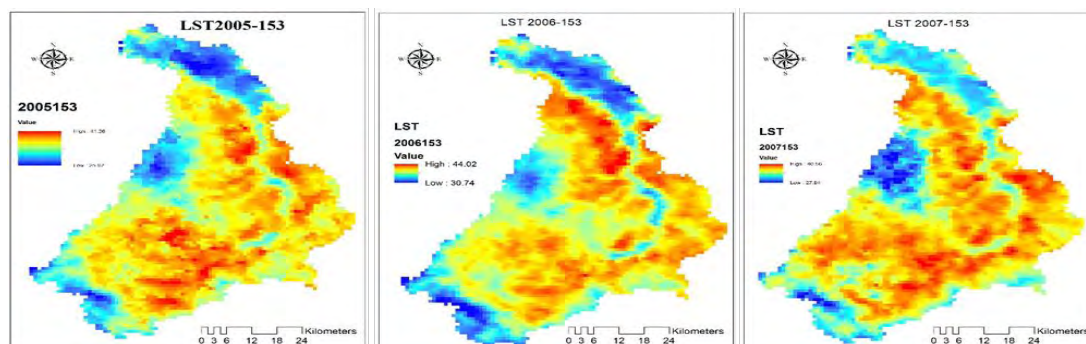 LST2005-153
N
W E
S
2005153
Value
Kilometers
0 3 6 12 18 24
LST 2006-153
N
W E
S
LST
2006153
Value
High : 44.02
Low : 30.74
Kilometers
0 3 6 12 18 24
LST 2007-153
N
W E
S
LST
2007153
Value
Kilometers
0 3 6 12 18 24